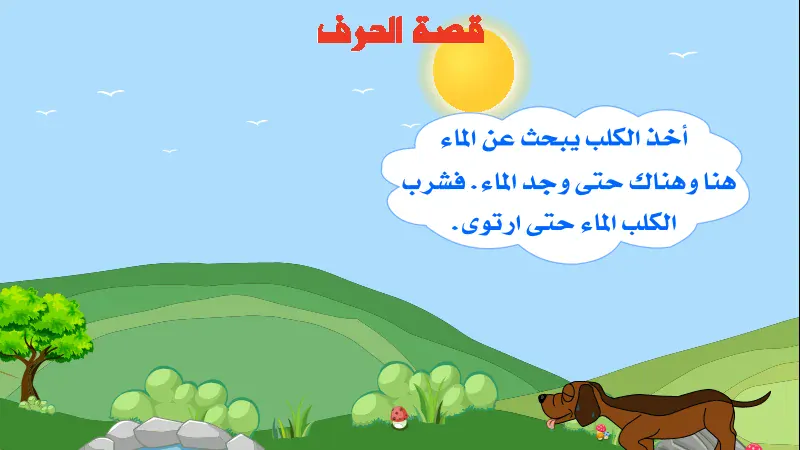 قصة الحرف
أخذ الكلب يبحث عن الماء
هنا وهناك حتى وجد الماء. فشرب
الكلب الماء حتى ارتوى.